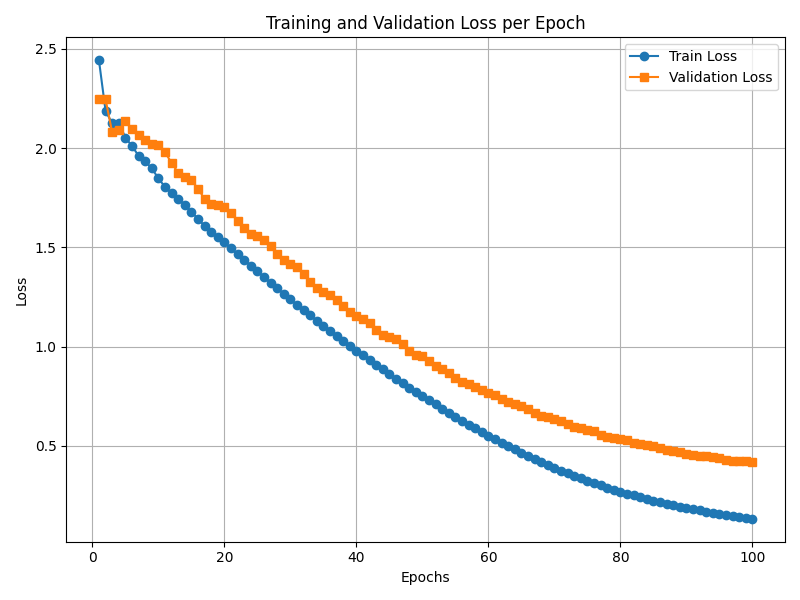 Training and Validation Loss per Epoch
Train Loss
Validation Loss
2.5
2.0
1.5
1.0
0.5
Loss
0 20 40 60 80 100
Epochs